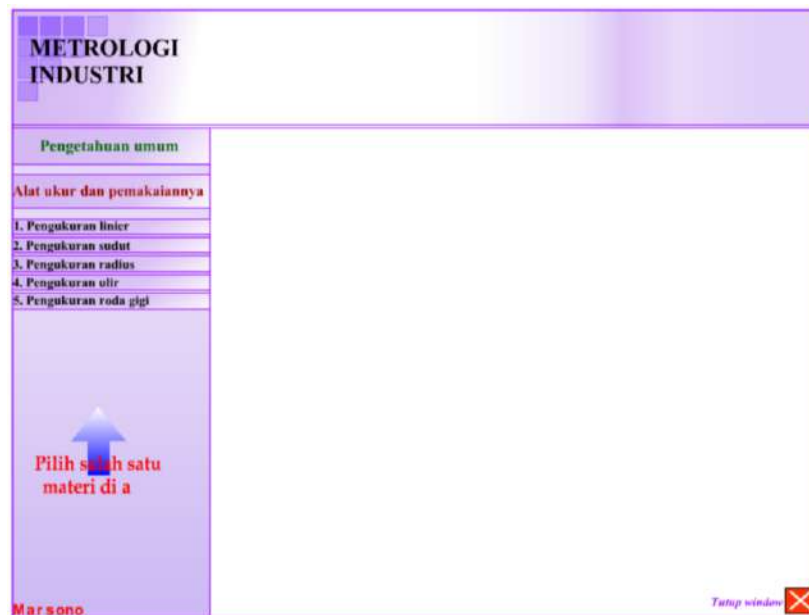 METROLOGI
INDUSTRI
Pengetahuan umum
Alat ukur dan pemakaiannya
1. Pengukuran linier
2. Pengukuran sudut
3. Pengukuran radius
4. Pengukuran ulir
5. Pengukuran roda gigi
Pilih salah satu
materi di a
Marsono
Tutup window